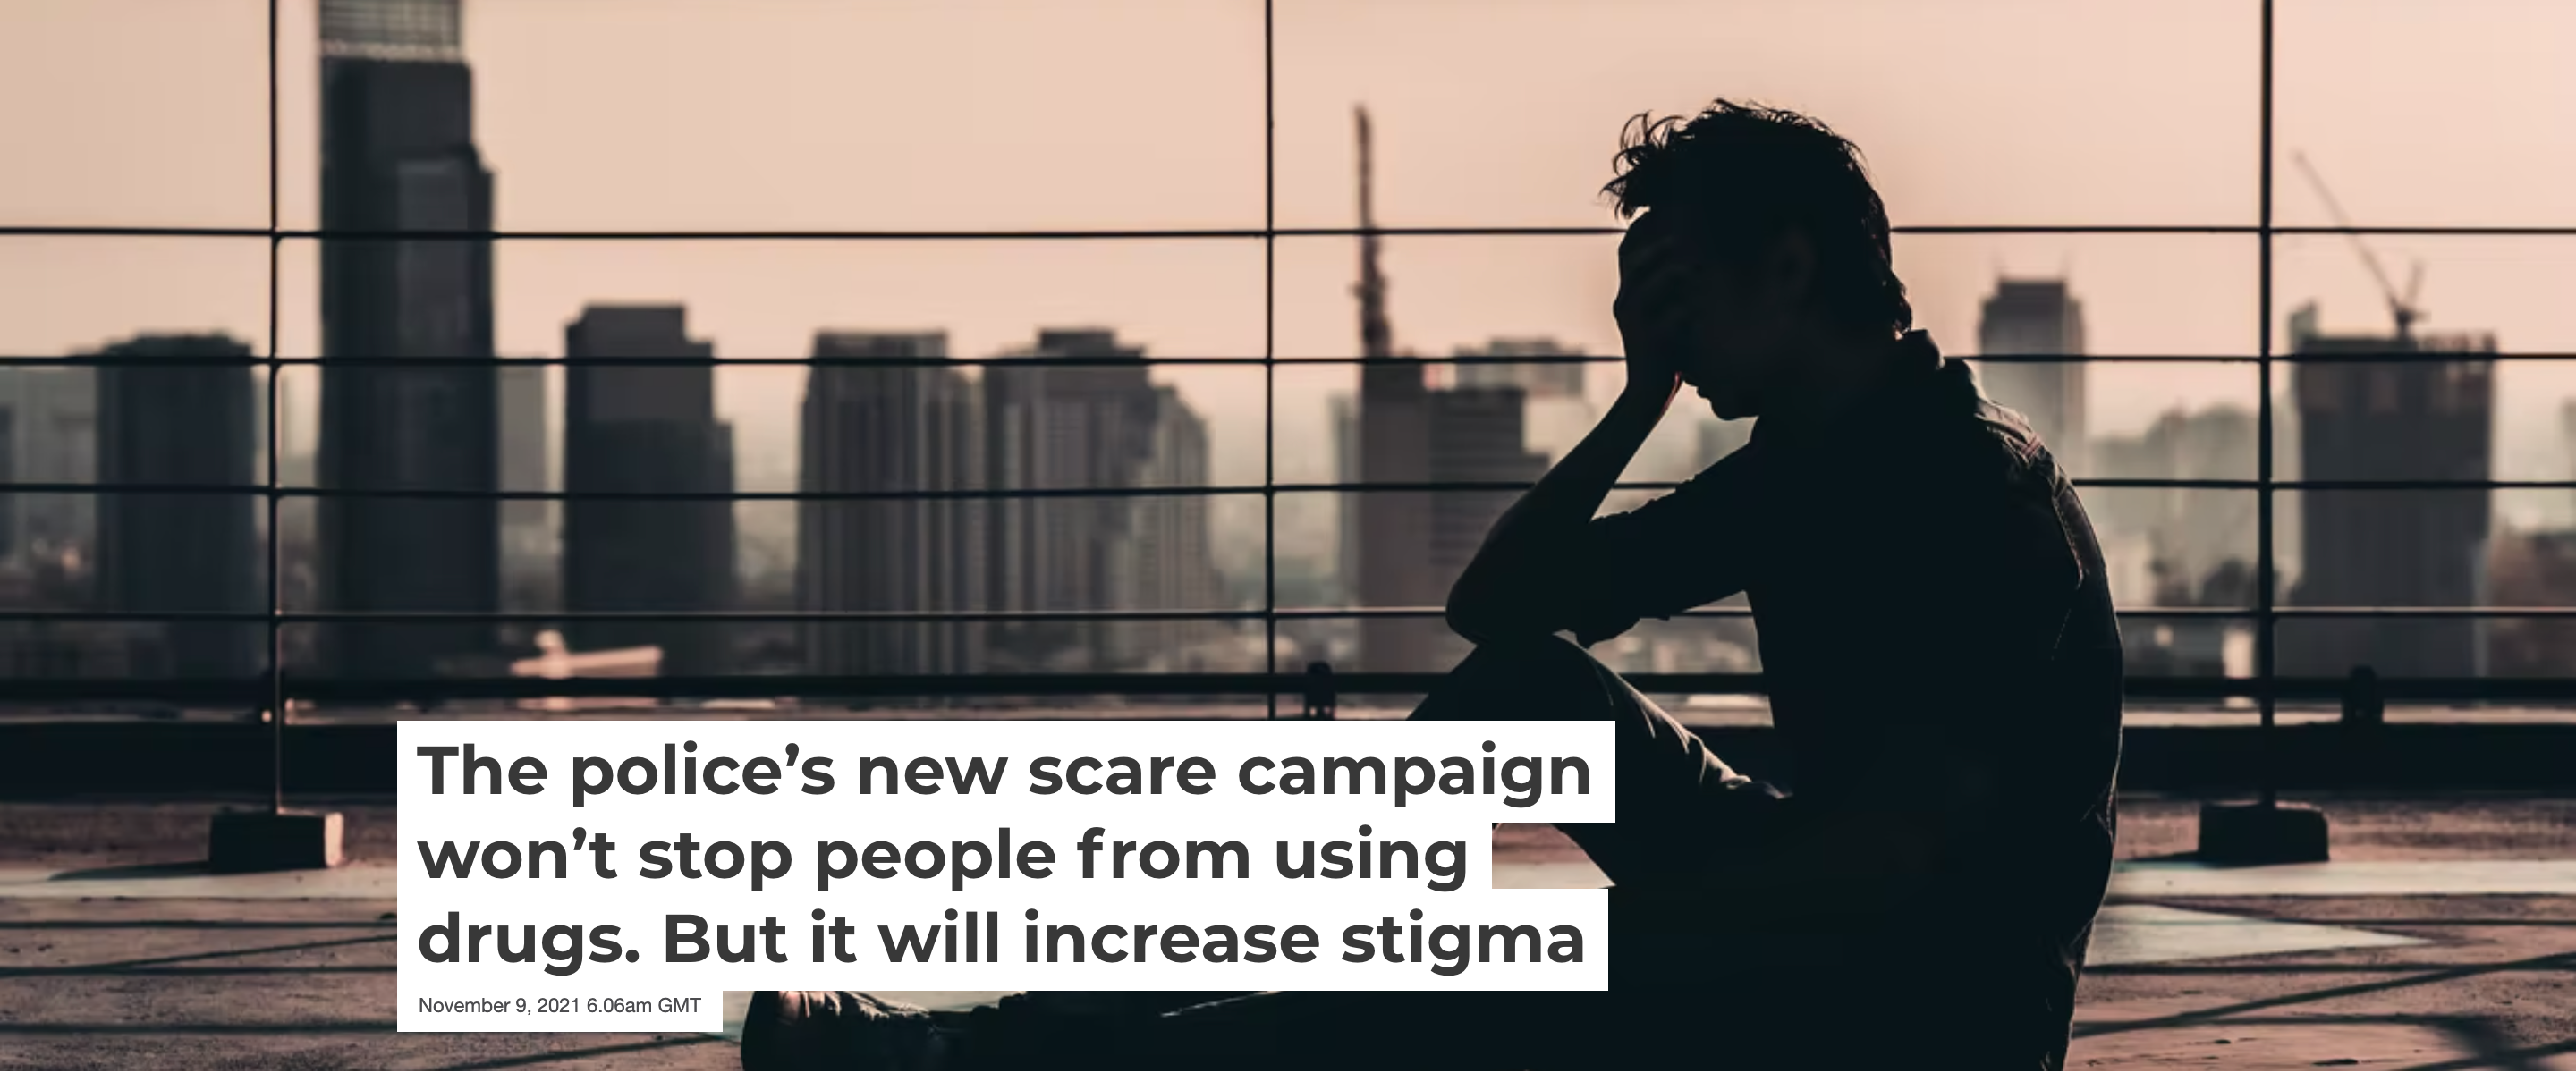 The police’s new scare campaign
won’t stop people from using
drugs. But it will increase stigma
November 9, 2021 6.06am GMT